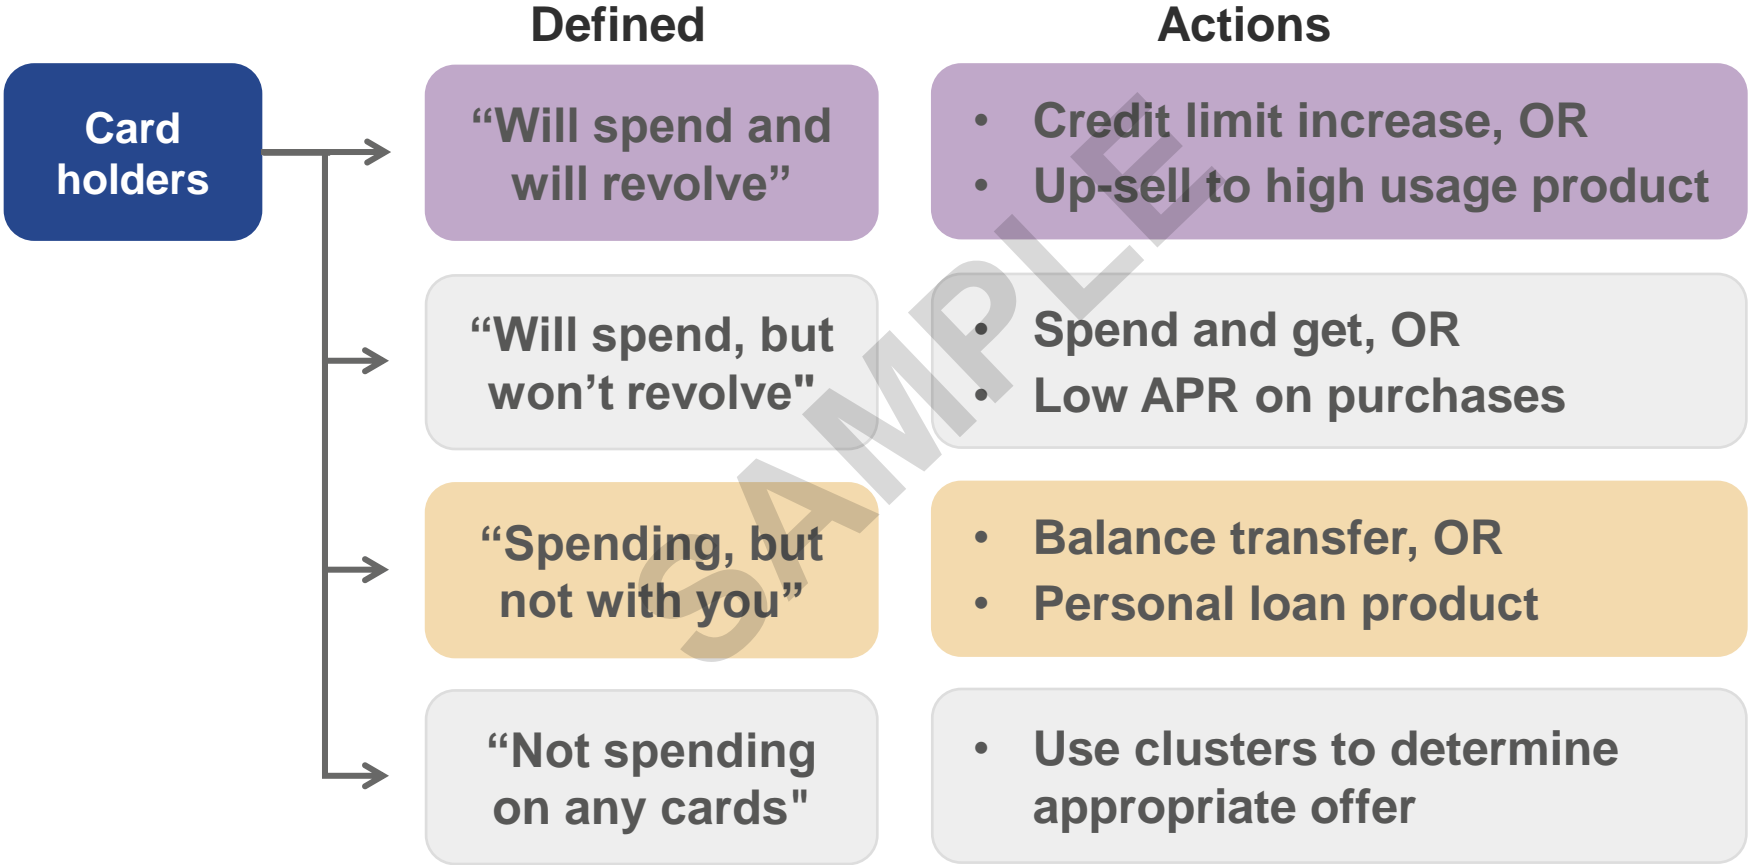 Defined
Actions
Card
holders
“Will spend and
will revolve”
• Credit limit increase, OR
• Up-sell to high usage product
“Will spend, but
won’t revolve"
• Spend and get, OR
• Low APR on purchases
“Spending, but
not with you”
• Balance transfer, OR
• Personal loan product
“Not spending
on any cards"
• Use clusters to determine
appropriate offer
SAMPLE